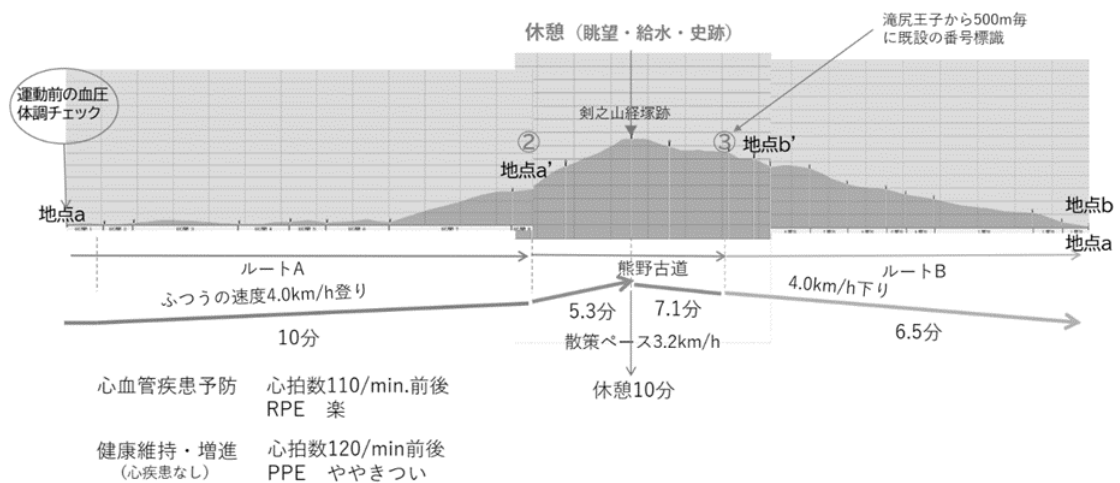 休憩（眺望・給水・史跡）
滝尻王子から500m毎
に既設の番号標識
運動前の血圧
体調チェック
剣之山経塚跡
②
③
地点b’
地点a’
地点a
地点b
地点a
ルートA
熊野古道
ルートB
ふつうの速度4.0km/h登り
4.0km/h下り
5.3分
7.1分
10分
6.5分
散策ペース3.2km/h
休憩10分
心血管疾患予防 心拍数110/min.前後
RPE 楽
健康維持・増進 心拍数120/min前後
(心疾患なし) PPE ややきつい